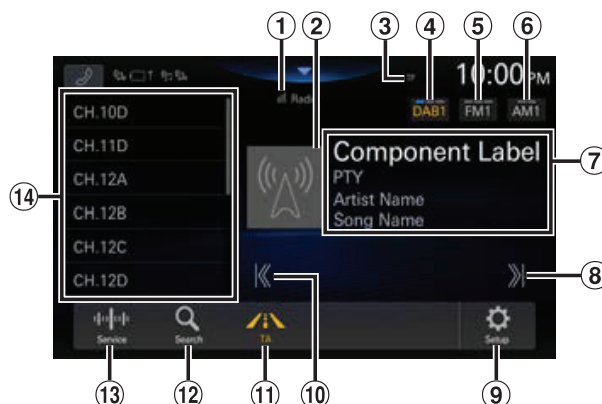 1 2 3 4 5 6
10:00PM
Radio
TP
DAB1 FM1 AM1
CH.10D
CH.11D
CH.12A
CH.12B
CH.12C
CH.12D
Component Label
PTY
Artist Name
Song Name
7
14
8
Service Search TA Setup
13 12 11 10 9